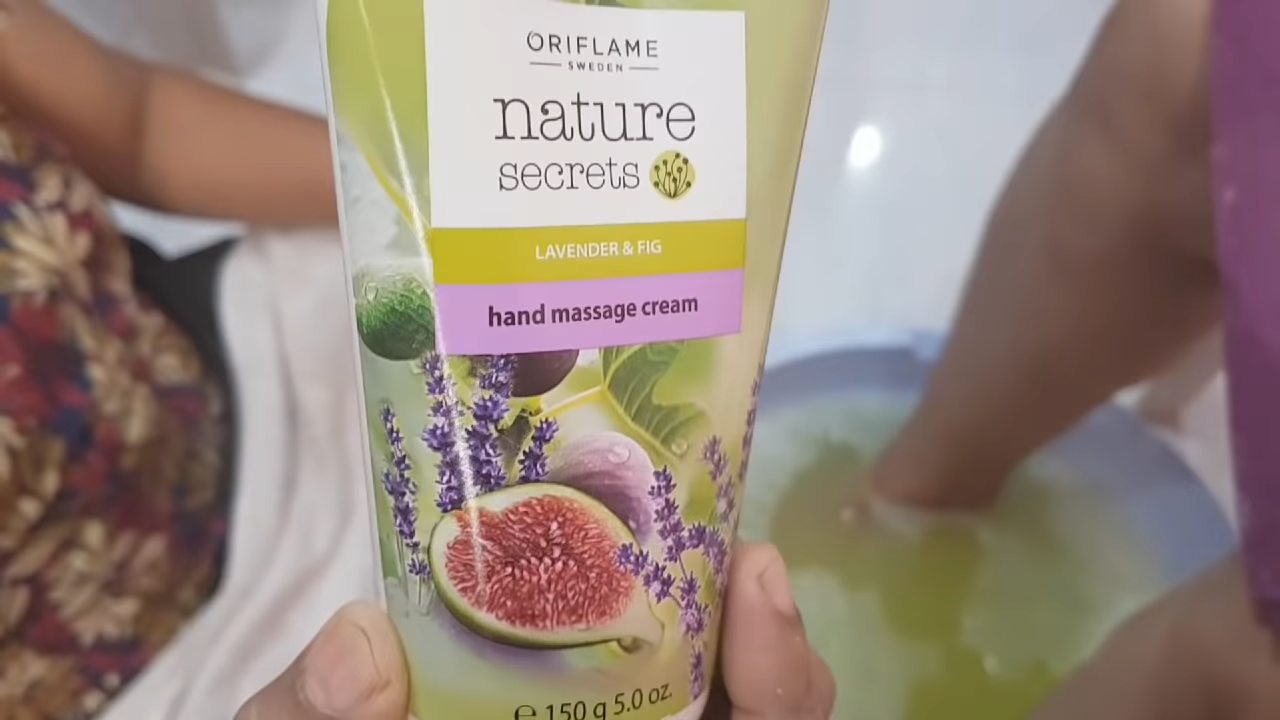 ORIFLAME
SWEDEN
nature
secrets
LAVENDER & FIG
hand massage cream
℮ 150 g 5.0 oz.